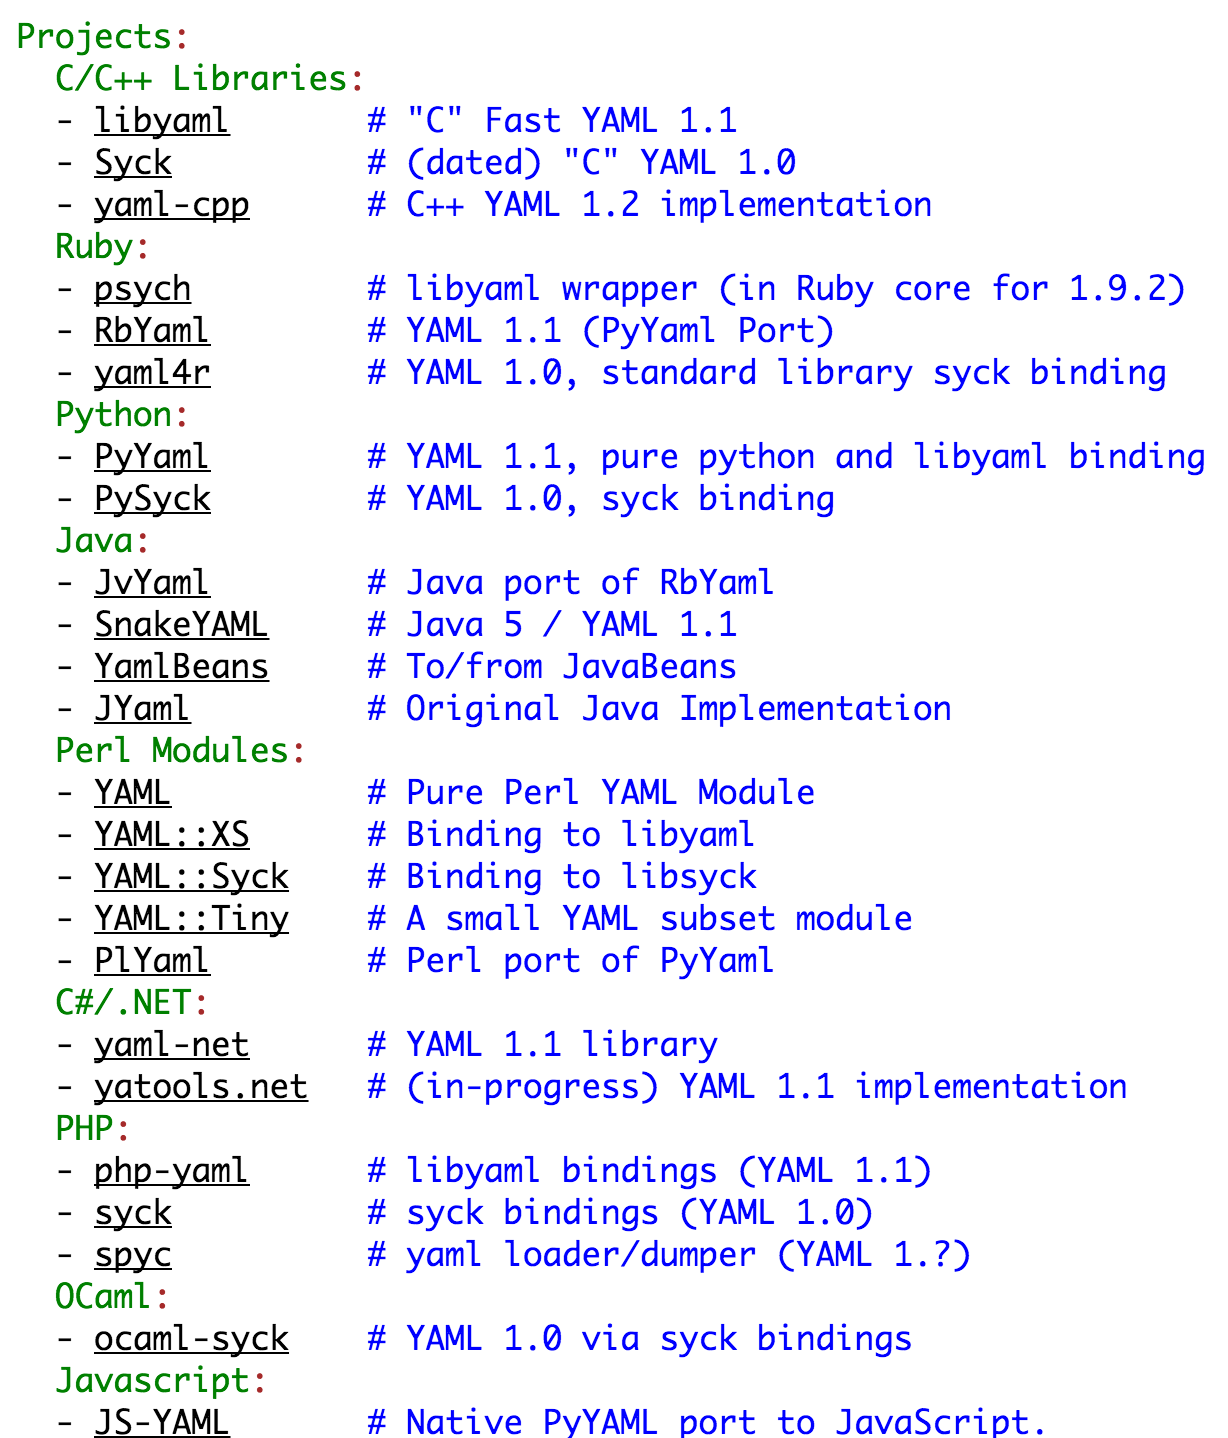 Projects:
  C/C++ Libraries:
  - libyaml       # "C" Fast YAML 1.1
  - Syck          # (dated) "C" YAML 1.0
  - yaml-cpp      # C++ YAML 1.2 implementation
  Ruby:
  - psych         # libyaml wrapper (in Ruby core for 1.9.2)
  - RbYaml        # YAML 1.1 (PyYaml Port)
  - yaml4r        # YAML 1.0, standard library syck binding
  Python:
  - PyYaml        # YAML 1.1, pure python and libyaml binding
  - PySyck        # YAML 1.0, syck binding
  Java:
  - JvYaml        # Java port of RbYaml
  - SnakeYAML     # Java 5 / YAML 1.1
  - YamlBeans     # To/from JavaBeans
  - JYaml         # Original Java Implementation
  Perl Modules:
  - YAML          # Pure Perl YAML Module
  - YAML::XS      # Binding to libyaml
  - YAML::Syck    # Binding to libsyck
  - YAML::Tiny    # A small YAML subset module
  - PlYaml        # Perl port of PyYaml
  C#/.NET:
  - yaml-net      # YAML 1.1 library
  - yatools.net   # (in-progress) YAML 1.1 implementation
  PHP:
  - php-yaml      # libyaml bindings (YAML 1.1)
  - syck          # syck bindings (YAML 1.0)
  - spyc          # yaml loader/dumper (YAML 1.?)
  OCaml:
  - ocaml-syck    # YAML 1.0 via syck bindings
  Javascript:
  - JS-YAML       # Native PyYAML port to JavaScript.